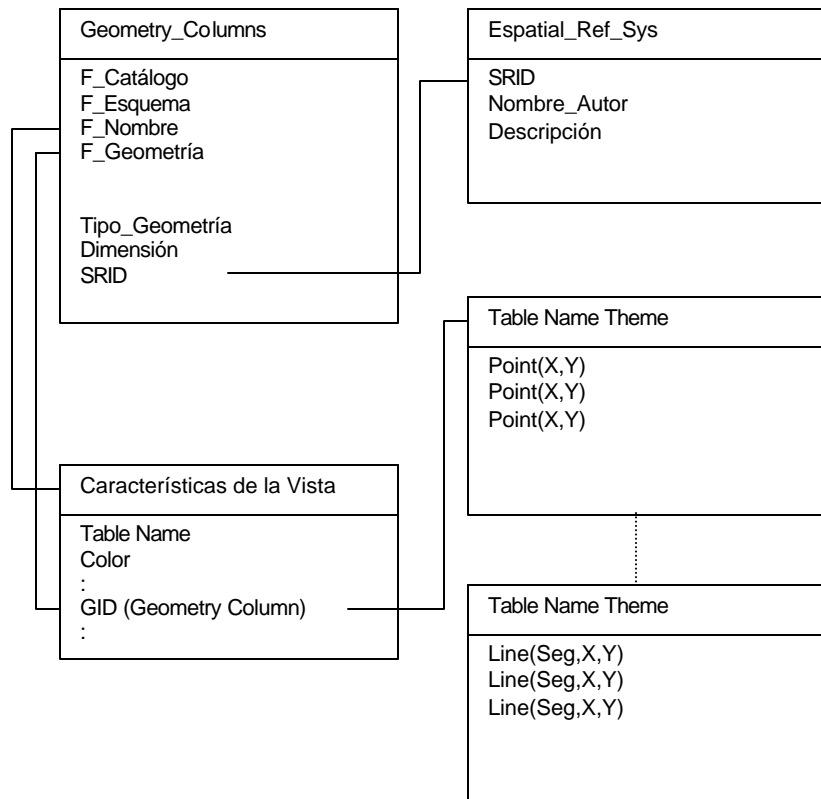 Geometry_Columns
F_Catálogo
F_Esquema
F_Nombre
F_Geometría
Tipo_Geometría
Dimensión
SRID
Espatial_Ref_Sys
SRID
Nombre_Autor
Descripción
Table Name Theme
Point(X,Y)
Point(X,Y)
Point(X,Y)
Características de la Vista
Table Name
Color
:
GID (Geometry Column)
:
Table Name Theme
Line(Seg,X,Y)
Line(Seg,X,Y)
Line(Seg,X,Y)